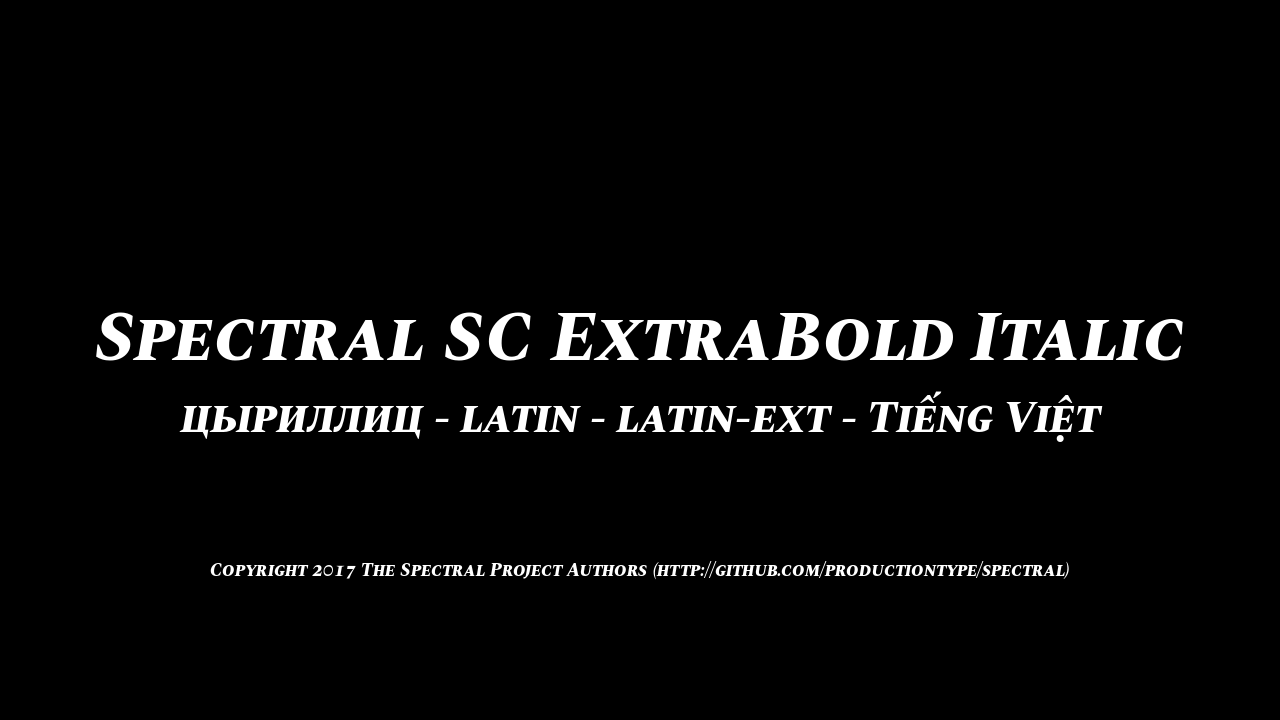 Spectral SC ExtraBold Italic
цыриллиц - latin - latin-ext - Tiếng Việt
Copyright 2017 The Spectral Project Authors (http://github.com/productiontype/spectral)